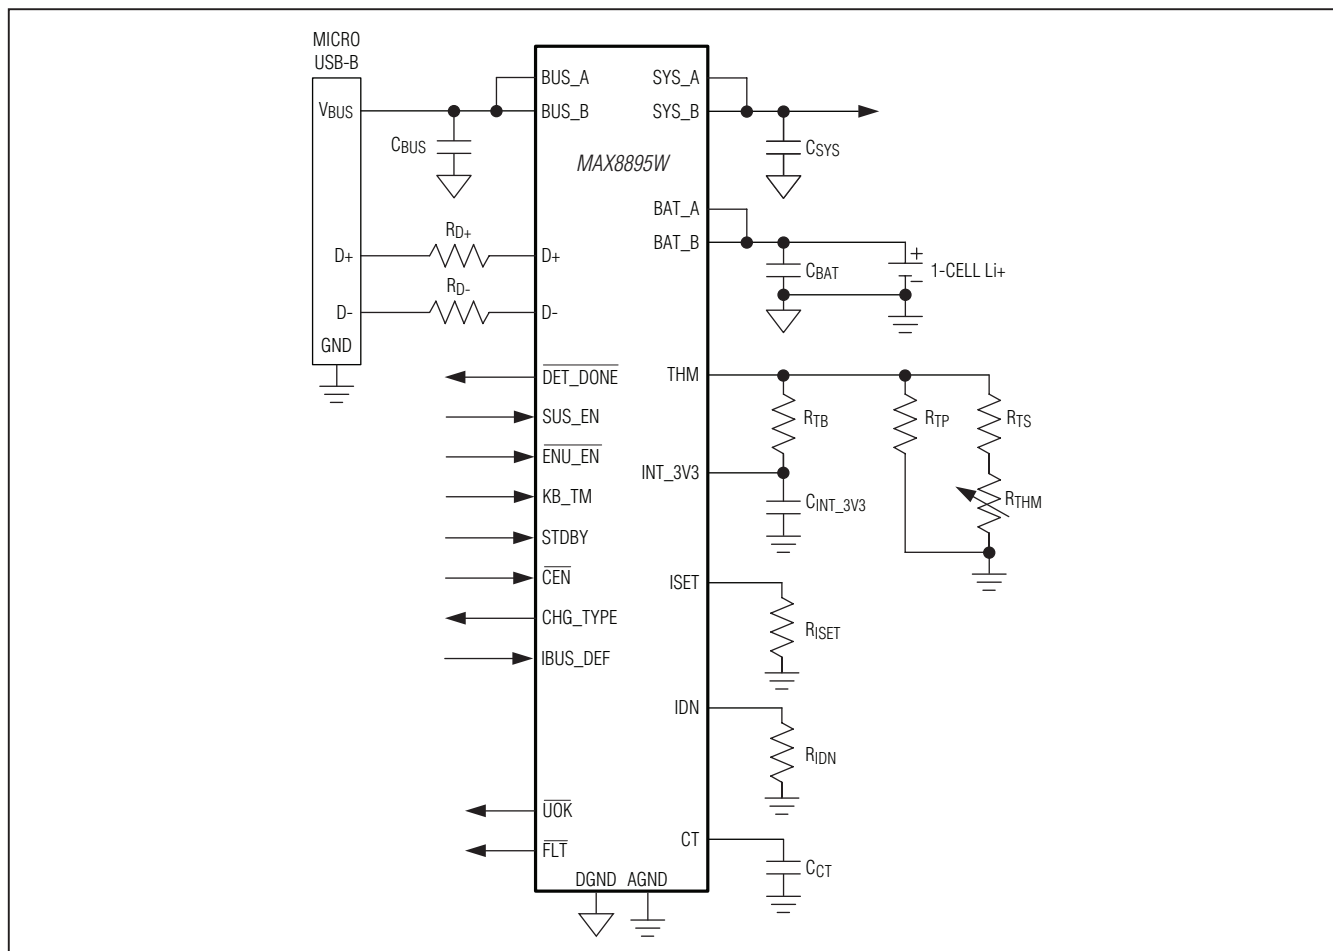 MICRO
USB-B
VBUS
CBUS
RD+
D+
RD-
D-
GND
BUS_A
BUS_B
MAX8895W
D+
D-
DET_DONE
SUS_EN
ENU_EN
KB_TM
STDBY
CEN
CHG_TYPE
IBUS_DEF
UOK
FLT
DGND AGND
SYS_A
SYS_B
CSYS
BAT_A
BAT_B
CBAT
+
-
1-CELL Li+
THM
RTB
RTP
RTS
INT_3V3
CINT_3V3
RTHM
ISET
RISET
IDN
RIDN
CT
CCT